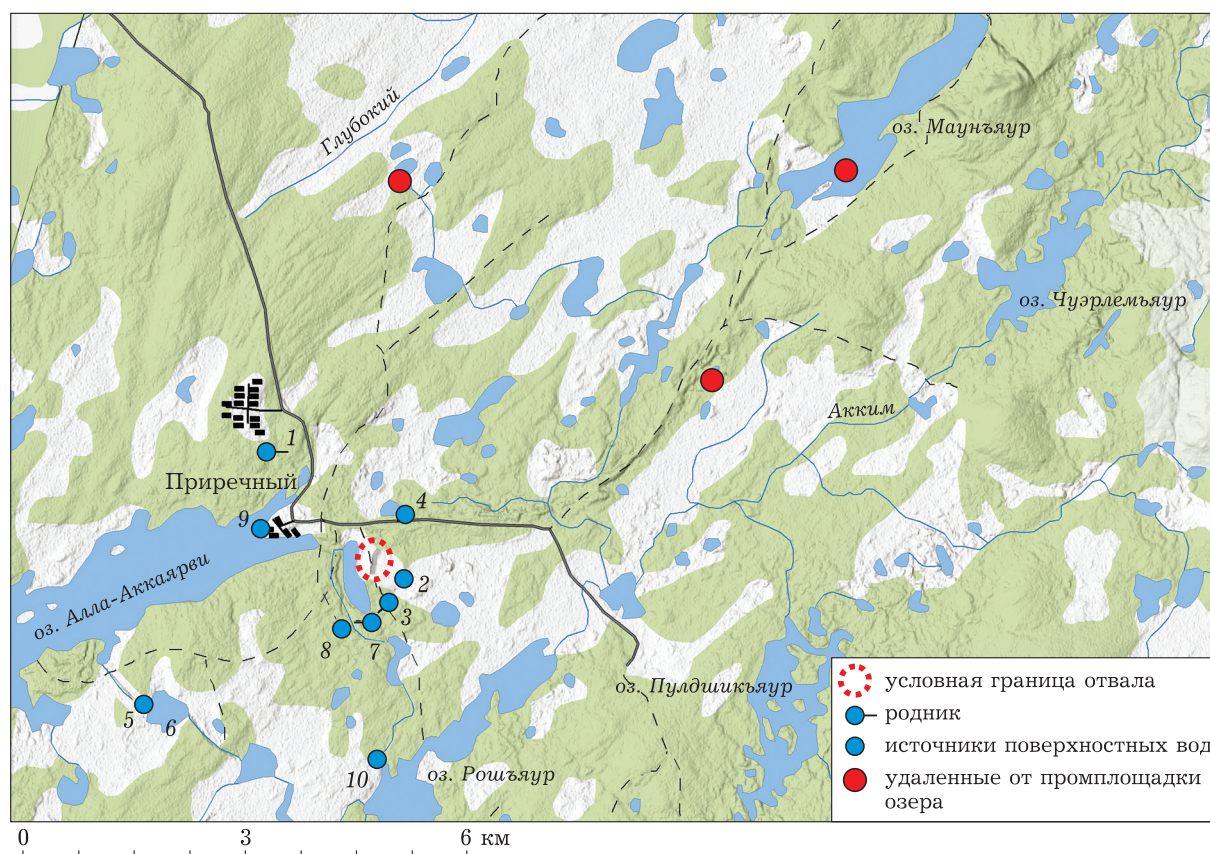 Глубокий
оз. Маунъяур
оз. Чуэрлемъяур
Акким
1
Приреченый
4
9
2
оз. Алла-Аккаярви
3
8
7
оз. Пулдшикъяур
5
6
10
оз. Рошъяур
условная граница отвала
родник
источники поверхностных вод
удаленные от промплощадки
озера
0 3 6 км